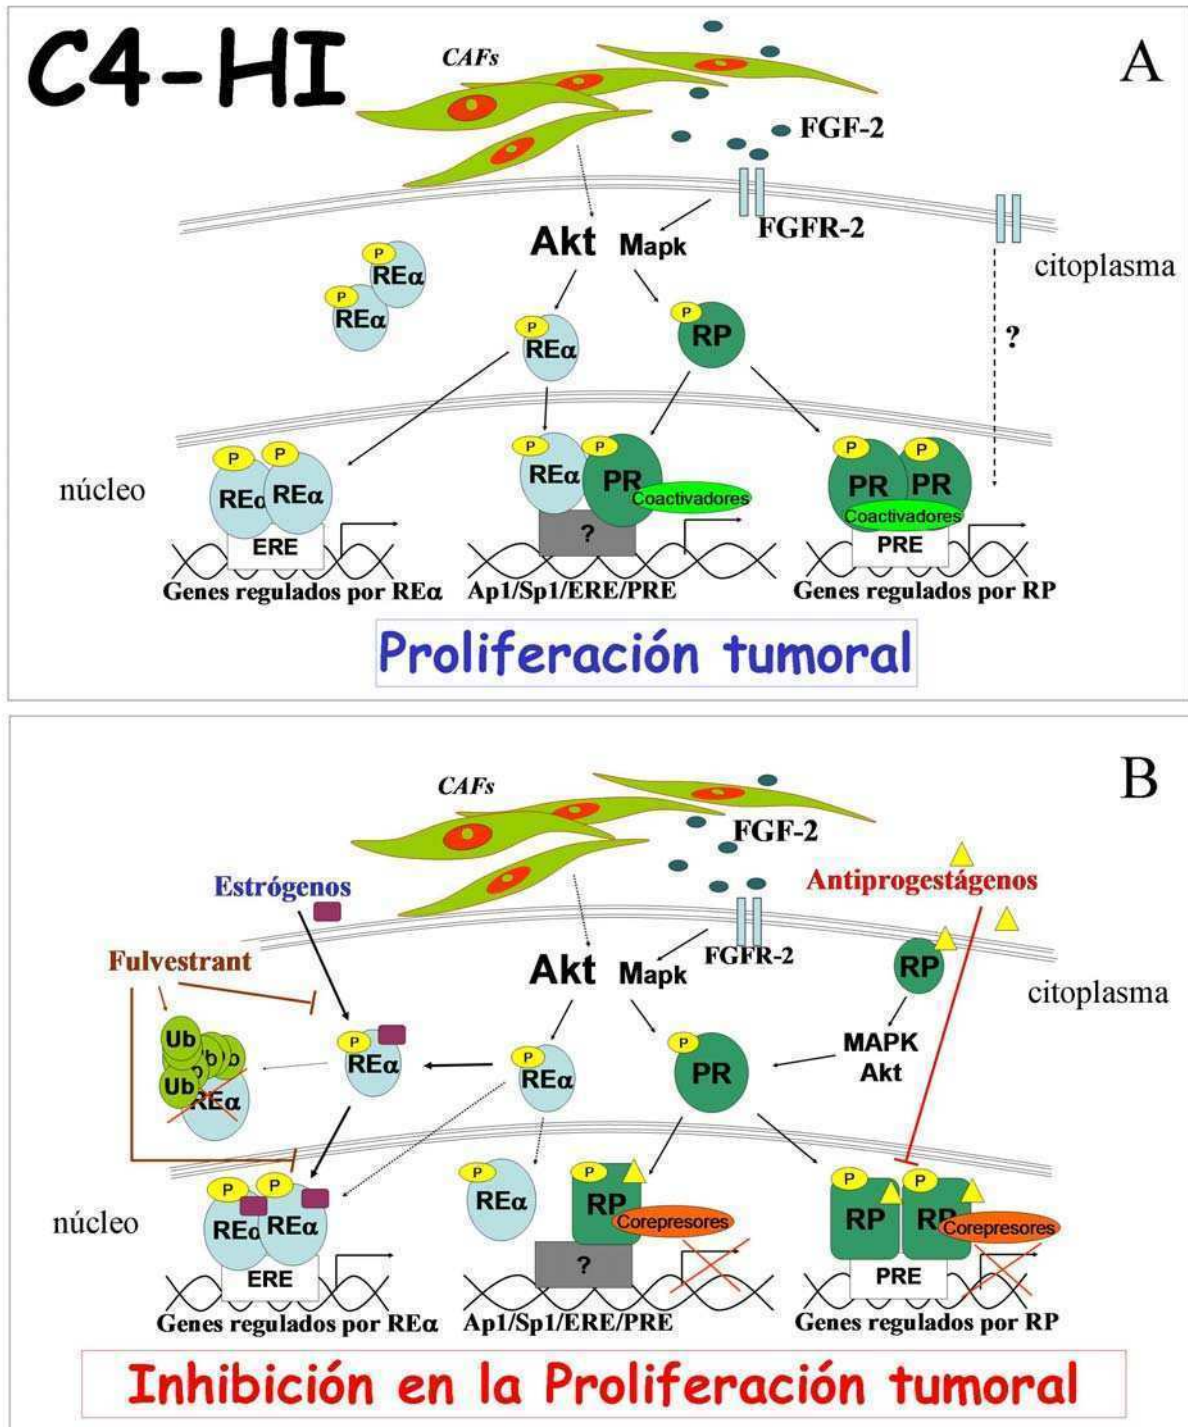 C4-HI
A
CAFs
FGF-2
FGFR-2
Akt
Mapk
citoplasma
P
REα
P
REα
P
REα
P
RP
?
núcleo
P
P
REα
REα
ERE
Genes regulados por REα
P
P
REα
PR
Coactivadores
?
Ap1/Sp1/ERE/PRE
P
P
PR
PR
Coactivadores
PRE
Genes regulados por RP
Proliferación tumoral
B
CAFs
FGF-2
Estrógenos
Antiprogestágenos
Fulvestrant
FGFR-2
Akt
Mapk
RP
citoplasma
MAPK
Akt
Ub
Ub
REα
P
REα
P
REα
P
PR
núcleo
P
P
REα
REα
ERE
Genes regulados por REα
P
REα
P
RP
Corepresores
?
Ap1/Sp1/ERE/PRE
P
P
RP
RP
Corepresores
PRE
Genes regulados por RP
Inhibición en la Proliferación tumoral